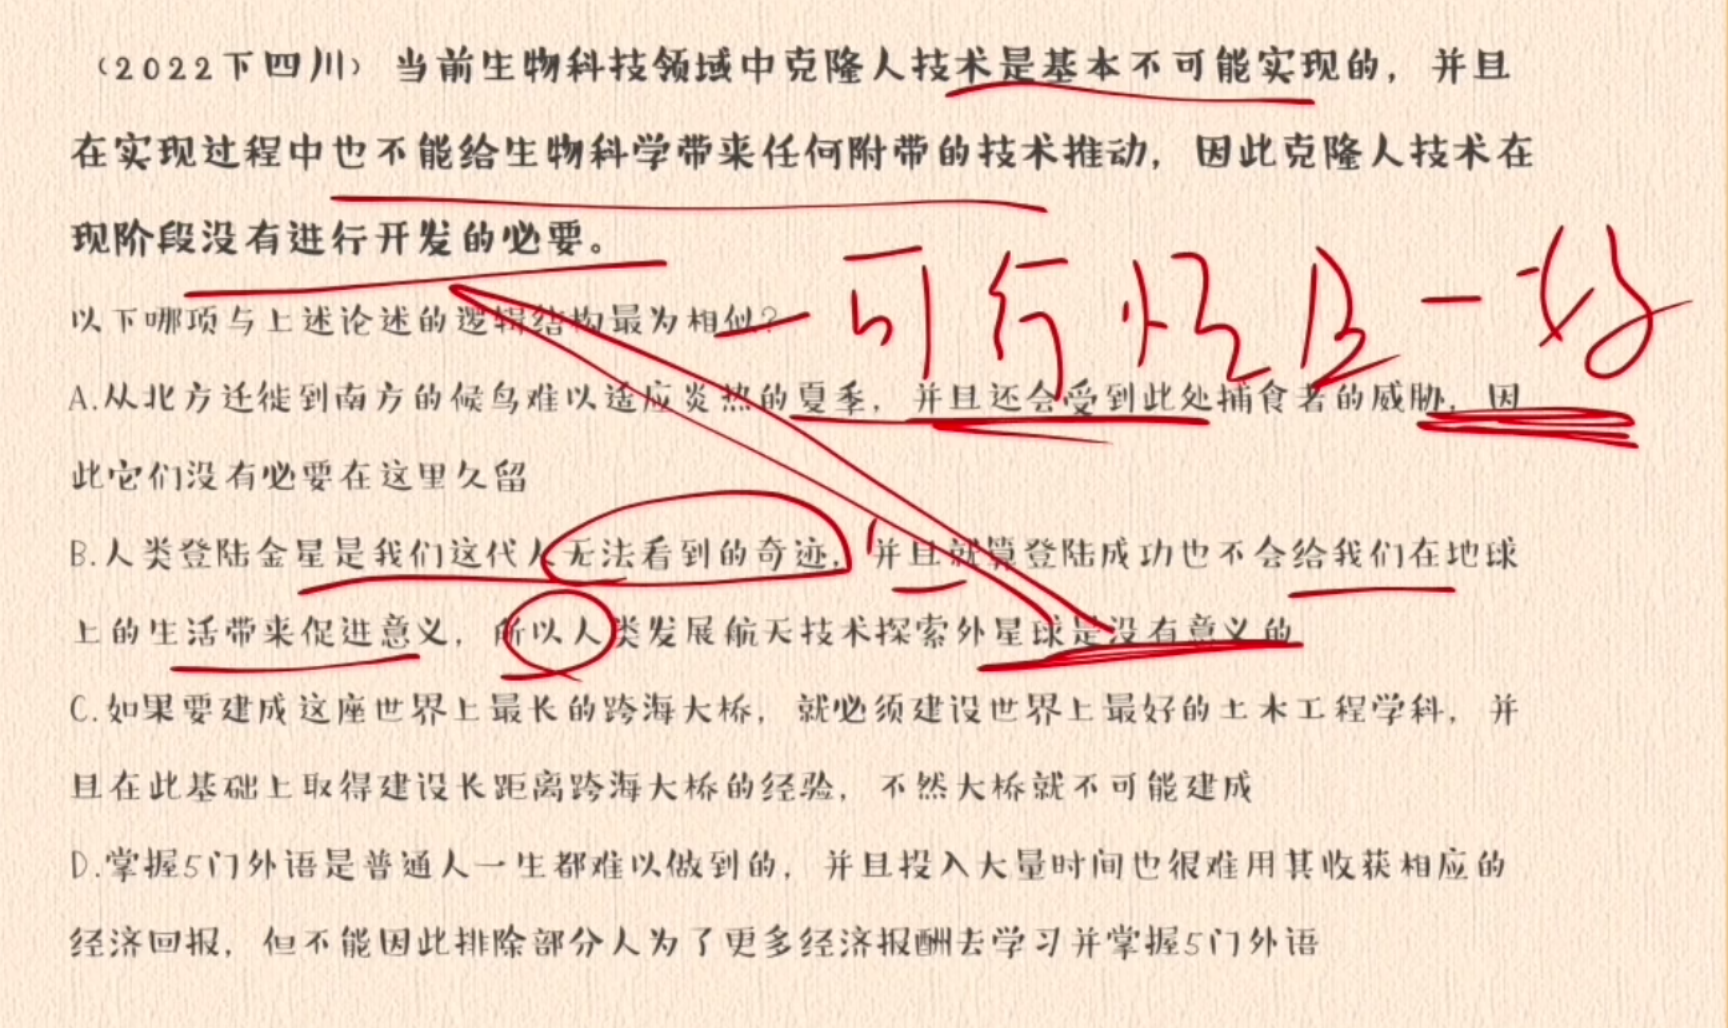 （2022下四川）当前生物科技领域中克隆人技术是基本不可能实现的，并且
在实现过程中也不能给生物科学带来任何附带的技术推动，因此克隆人技术在
现阶段没有进行开发的必要。
以下哪项与上述论述的逻辑结构最为相似？
一可行性且一好
A.从北方迁徙到南方的候鸟难以适应炎热的夏季，并且还会受到此处捕食者的威胁，因
此它们没有必要在这里久留
B.人类登陆金星是我们这代人无法看到的奇迹，并且就算登陆成功也不会给我们在地球
上的生活带来促进意义，所以人类发展航天技术探索外星球是没有意义的
C.如果要建成这座世界上最长的跨海大桥，就必须建设世界上最好的土木工程学科，并
且在此基础上取得建设长距离跨海大桥的经验，不然大桥就不可能建成
D.掌握5门外语是普通人一生都难以做到的，并且投入大量时间也很难用其收获相应的
经济回报，但不能因此排除部分人为了更多经济报酬去学习并掌握5门外语